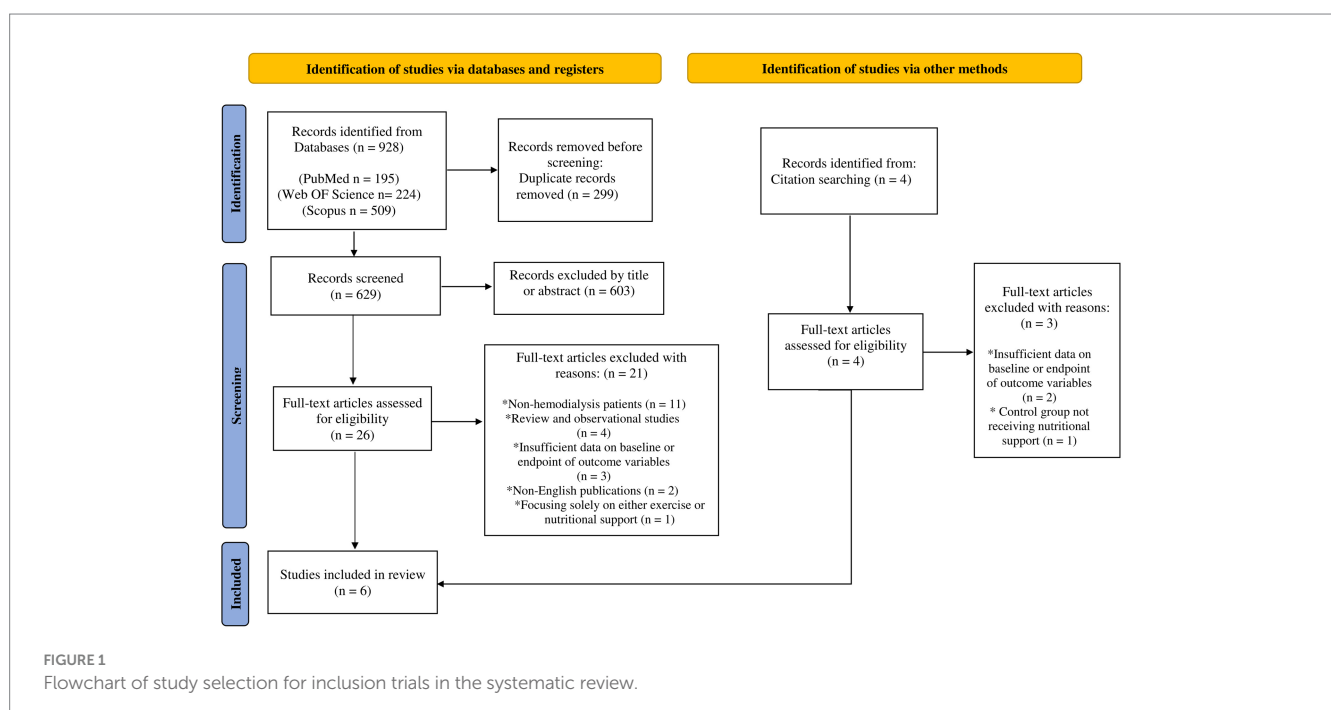 Identification of studies via databases and registers
Identification of studies via other methods
Identification
Records identified from
Databases (n = 928)
(PubMed n = 195)
(Web OF Science n= 224)
(Scopus n = 509)
Records removed before
screening:
Duplicate records
removed (n = 299)
Records identified from:
Citation searching (n = 4)
Screening
Records screened
(n = 629)
Records excluded by title
or abstract (n = 603)
Full-text articles assessed
for eligibility
(n = 26)
Full-text articles excluded with
reasons: (n = 21)
*Non-hemodialysis patients (n = 11)
*Review and observational studies
(n = 4)
*Insufficient data on baseline or
endpoint of outcome variables
(n = 3)
*Non-English publications (n = 2)
*Focusing solely on either exercise or
nutritional support (n = 1)
Full-text articles
assessed for eligibility
(n = 4)
Full-text articles
excluded with reasons:
(n = 3)
*Insufficient data on
baseline or endpoint
of outcome variables
(n = 2)
* Control group not
receiving nutritional
support (n = 1)
Included
Studies included in review
(n = 6)
FIGURE 1
Flowchart of study selection for inclusion trials in the systematic review.